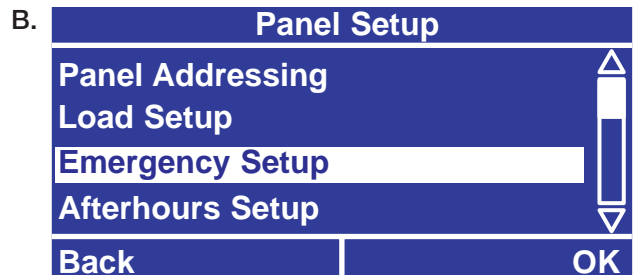 B.
Panel Setup
Panel Addressing
Load Setup
Emergency Setup
Afterhours Setup
Back OK